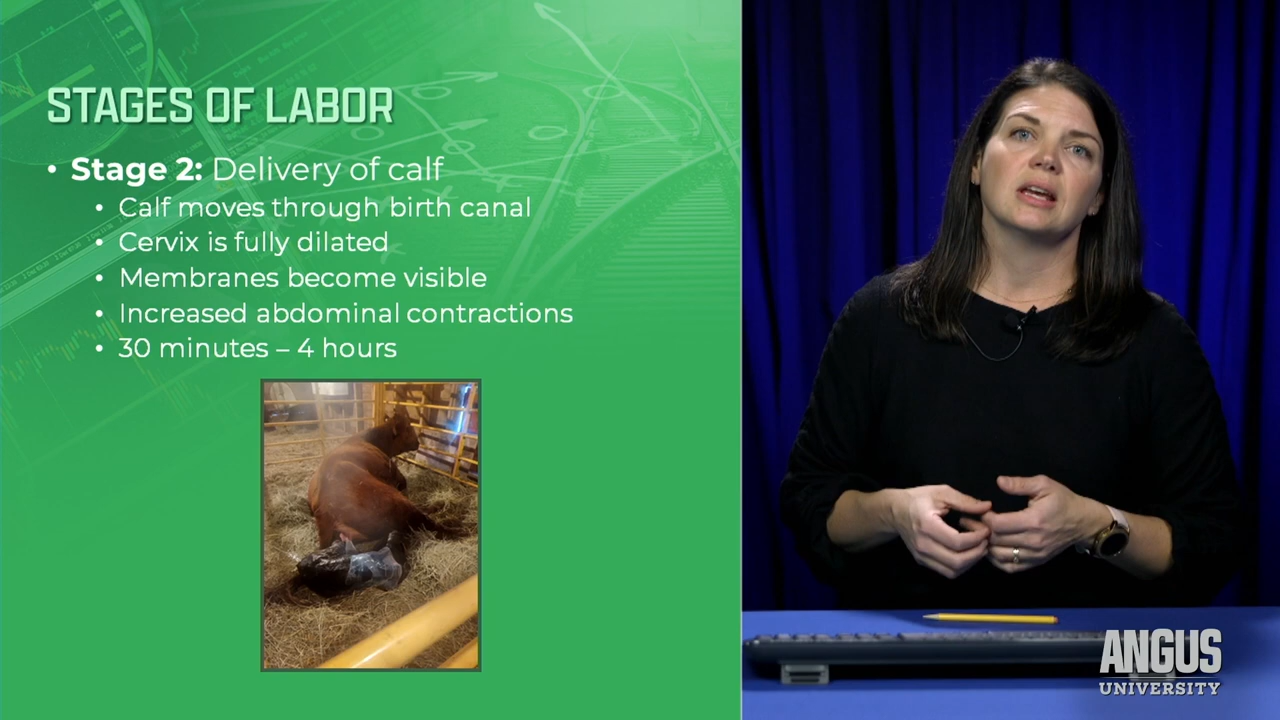 STAGES OF LABOR
• Stage 2: Delivery of calf
• Calf moves through birth canal
• Cervix is fully dilated
• Membranes become visible
• Increased abdominal contractions
• 30 minutes – 4 hours
ANGUS
UNIVERSITY